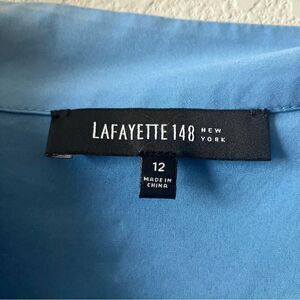 LAFAYETTE 148 NEW YORK
12
MADE IN
CHINA